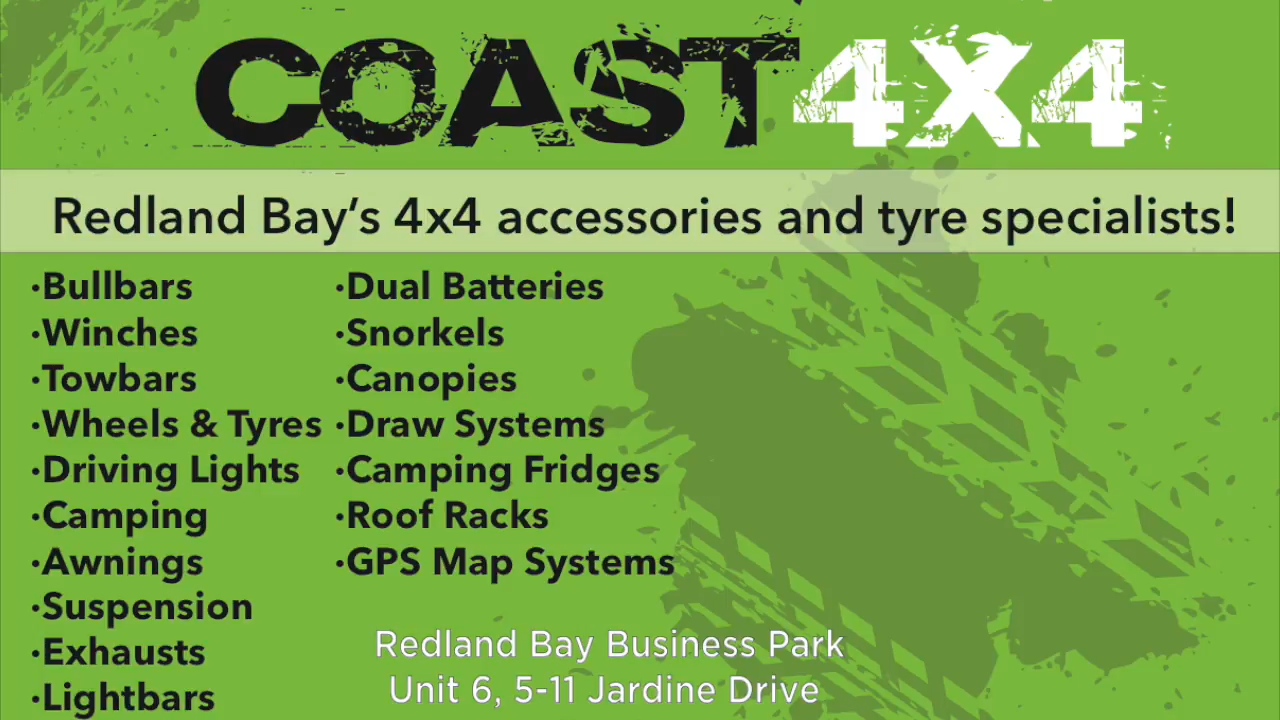 COAST 4X4
Redland Bay's 4x4 accessories and tyre specialists!
·Bullbars
·Winches
·Towbars
·Wheels & Tyres
·Driving Lights
·Camping
·Awnings
·Suspension
·Exhausts
·Lightbars
·Dual Batteries
·Snorkels
·Canopies
·Draw Systems
·Camping Fridges
·Roof Racks
·GPS Map Systems
Redland Bay Business Park
Unit 6, 5-11 Jardine Drive